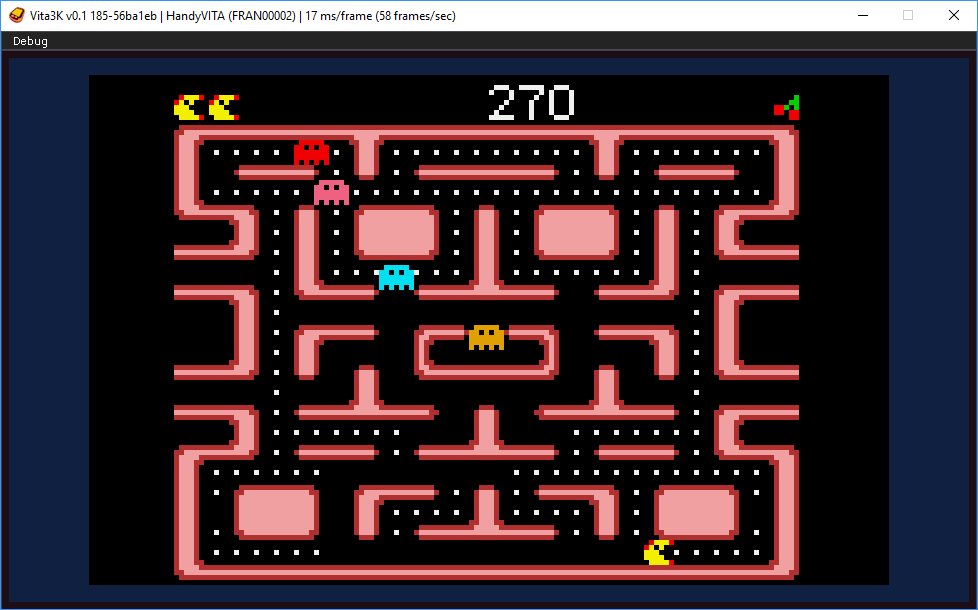 Vita3K v0.1 185-56ba1eb | HandyVITA (FRAN00002) | 17 ms/frame (58 frames/sec)
Debug
270